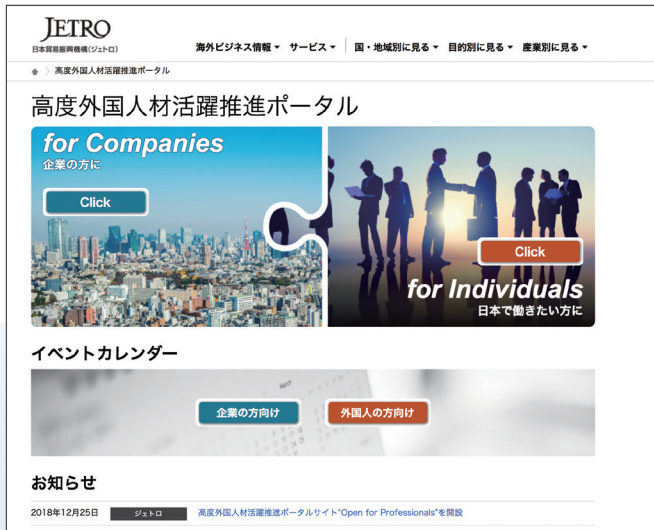 JETRO
日本貿易振興機構(ジェトロ)
海外ビジネス情報 サービス 国・地域別に見る 目的別に見る 産業別に見る
高度外国人材活躍推進ポータル
高度外国人材活躍推進ポータル
for Companies
企業の方に
Click
Click
for Individuals
日本で働きたい方に
イベントカレンダー
企業の方向け 外国人の方向け
お知らせ
2018年12月25日 ジェトロ 高度外国人材活躍推進ポータルサイト“Open for Professionals”を開設